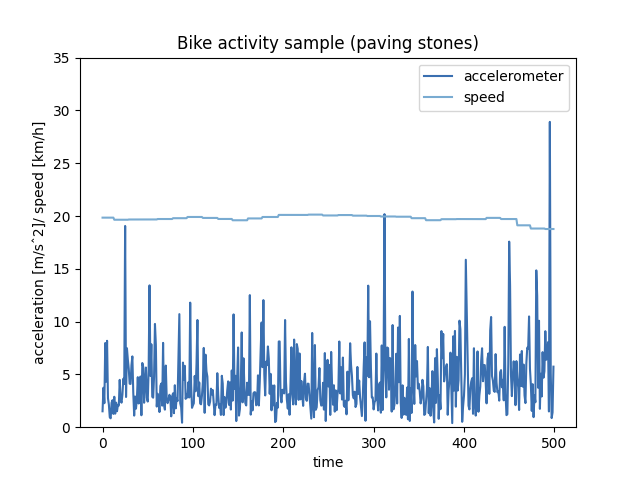 Bike activity sample (paving stones)
accelerometer
speed
acceleration [m/s^2]/ speed [km/h]
35
30
25
20
15
10
5
0
0 100 200 300 400 500
time